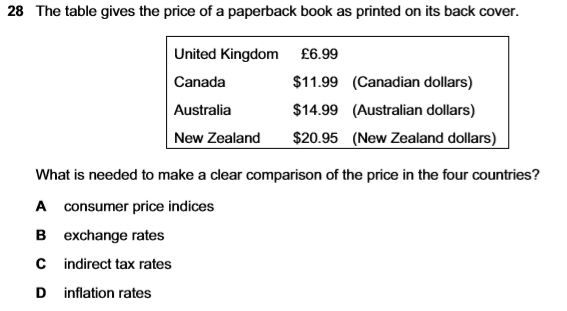 28 The table gives the price of a paperback book as printed on its back cover.
United Kingdom £6.99
Canada $11.99 (Canadian dollars)
Australia $14.99 (Australian dollars)
New Zealand $20.95 (New Zealand dollars)
What is needed to make a clear comparison of the price in the four countries?
A consumer price indices
B exchange rates
C indirect tax rates
D inflation rates